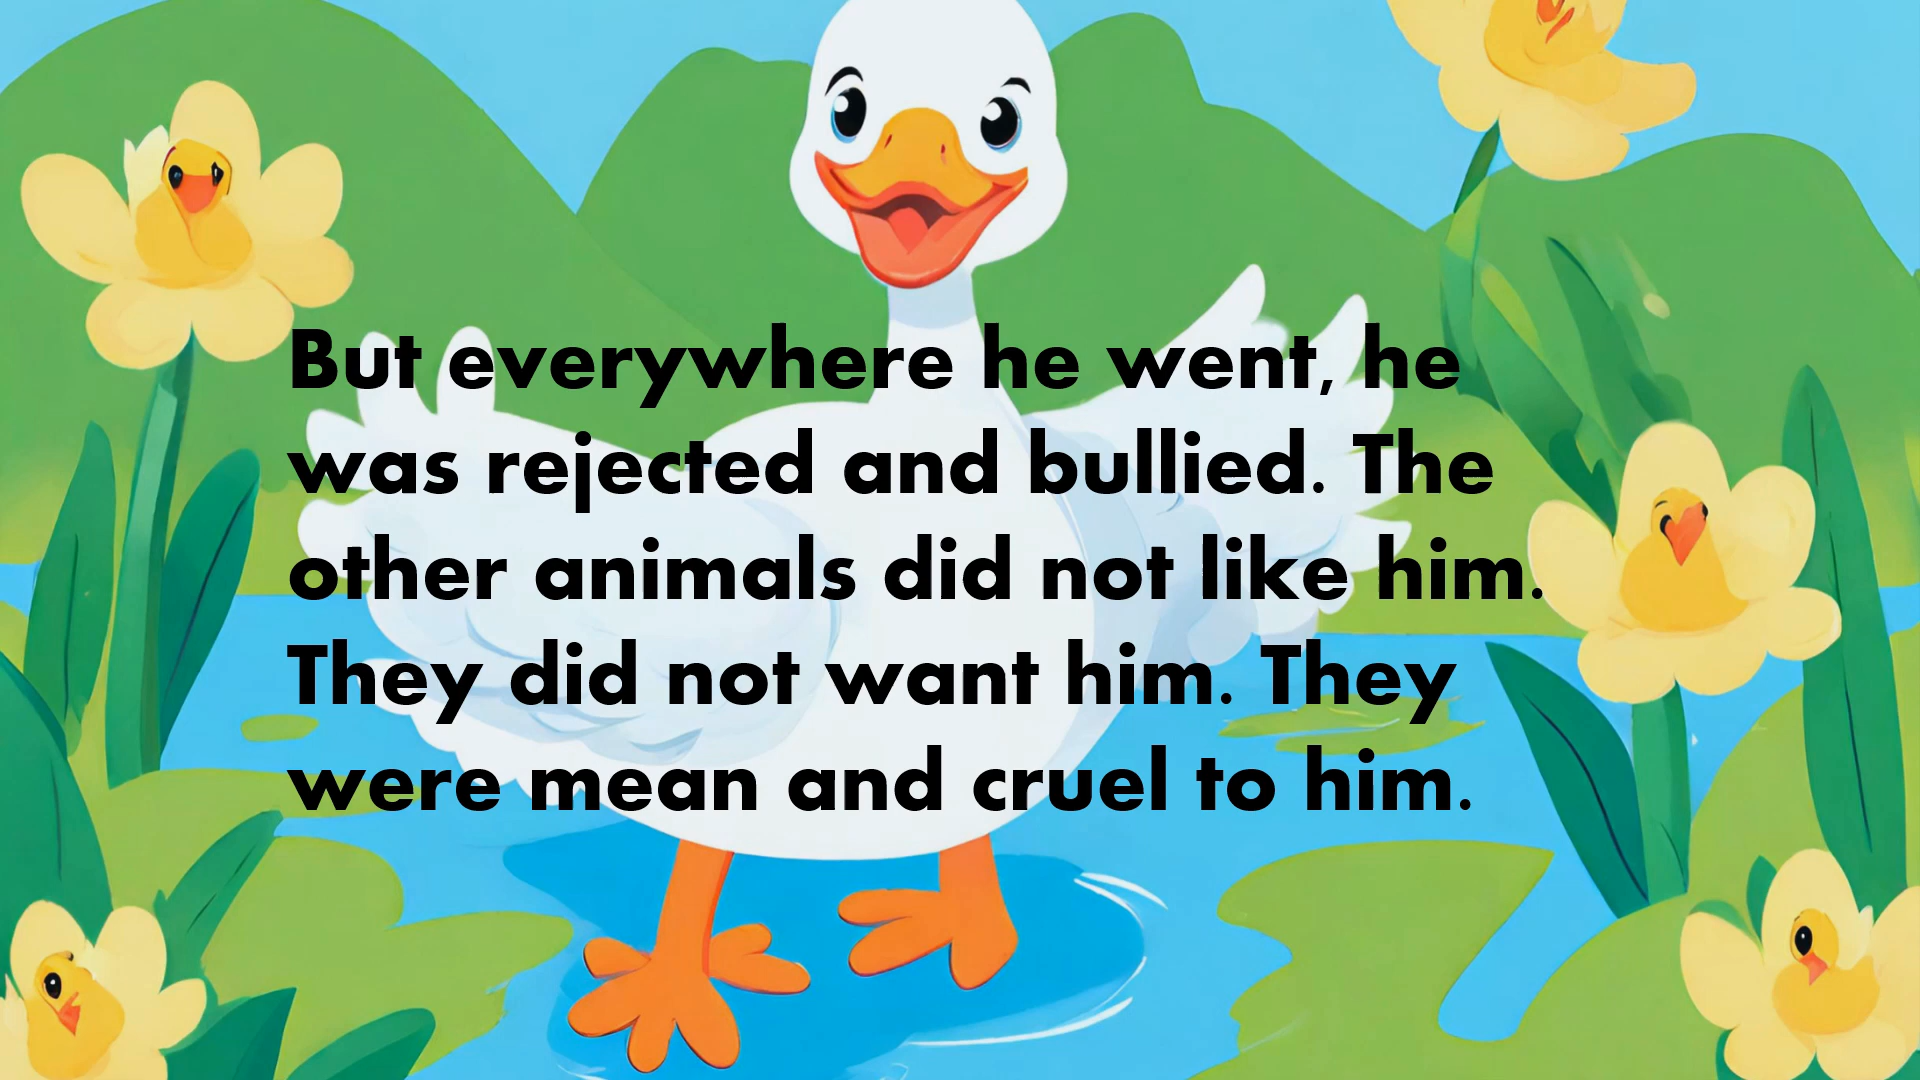 But everywhere he went, he
was rejected and bullied. The
other animals did not like him.
They did not want him. They
were mean and cruel to him.